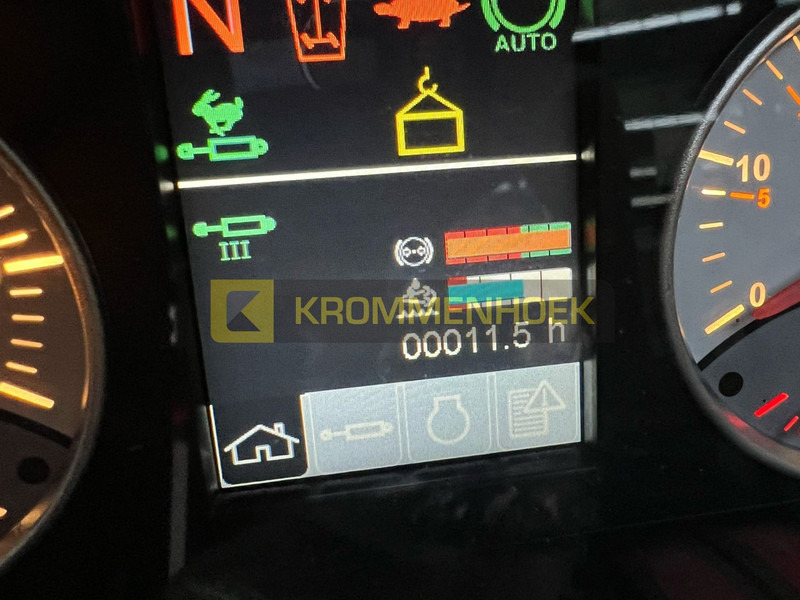 N
AUTO
III
10
5
KROMMENHOEK
00011.5 h
0